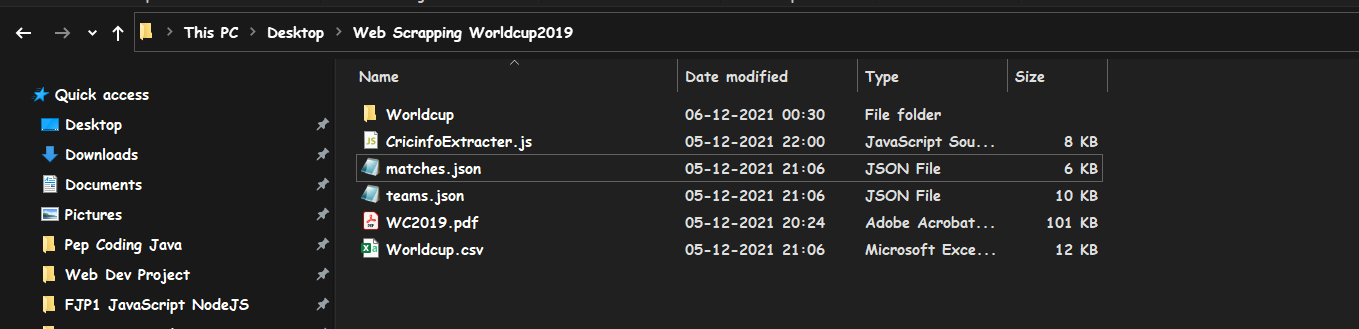 This PC > Desktop > Web Scrapping Worldcup2019
Name Date modified Type Size
Quick access
Desktop
Downloads
Documents
Pictures
Pep Coding Java
Web Dev Project
FJP1 JavaScript NodeJS
Worldcup 06-12-2021 00:30 File folder
CricinfoExtracter.js 05-12-2021 22:00 JavaScript Sou... 8 KB
matches.json 05-12-2021 21:06 JSON File 6 KB
teams.json 05-12-2021 21:06 JSON File 10 KB
WC2019.pdf 05-12-2021 20:24 Adobe Acrobat... 101 KB
Worldcup.csv 05-12-2021 21:06 Microsoft Exce... 12 KB